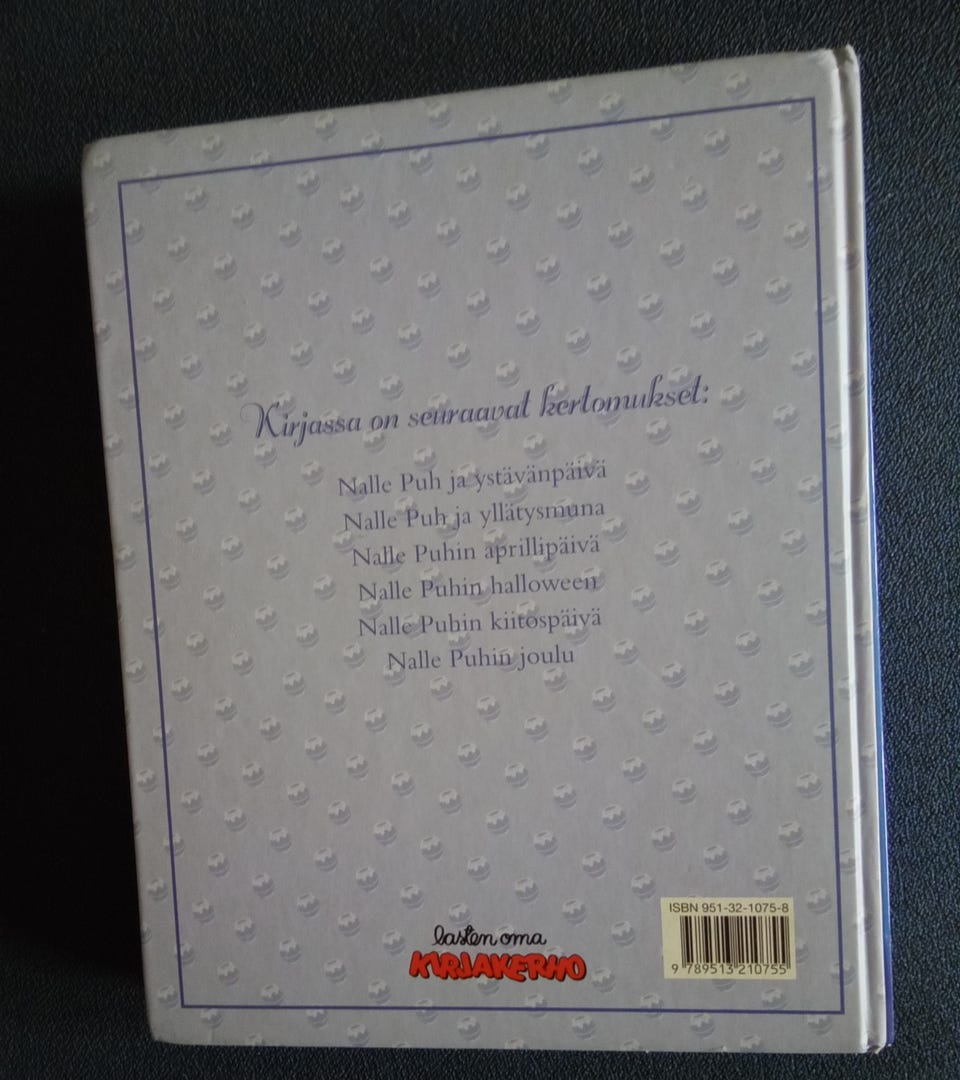 Kirjassa on seuraavat kertomukset:
Nalle Puh ja ystävänpäivä
Nalle Puh ja yllätysmuna
Nalle Puhin aprillipäivä
Nalle Puhin halloween
Nalle Puhin kiitospäivä
Nalle Puhin joulu
lasten oma
KIRJAKERHO
ISBN 951-32-1075-8
9 789513 210755